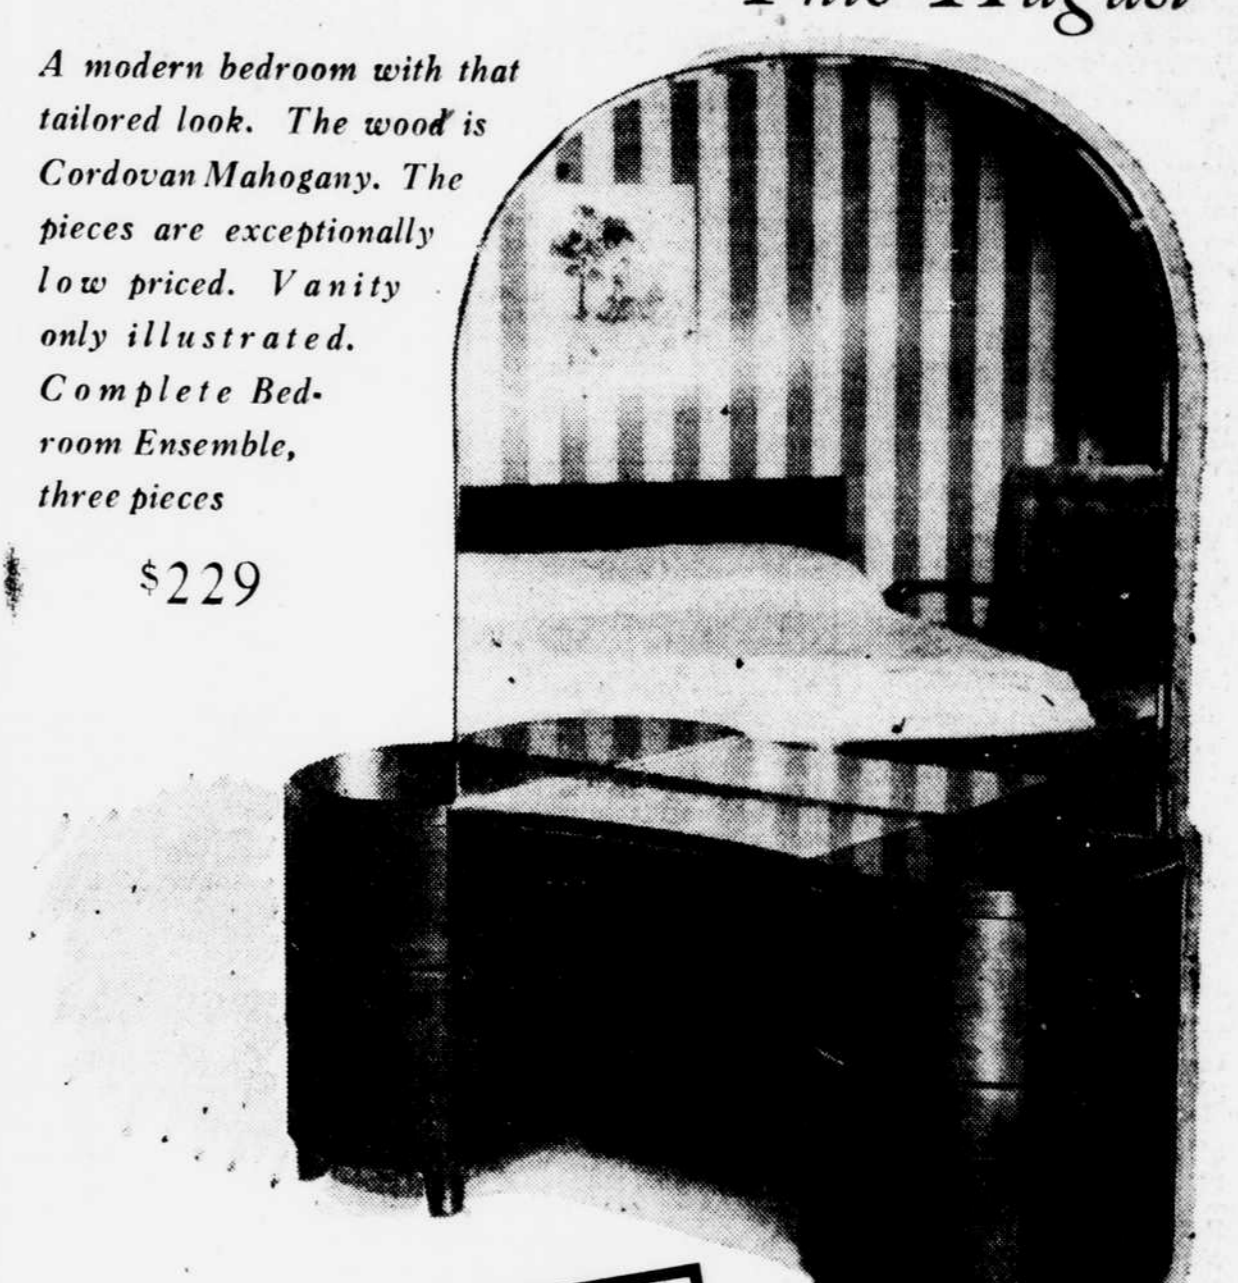 A modern bedroom with that
tailored look. The wood is
Cordovan Mahogany. The
pieces are exceptionally
low priced. Vanity
only illustrated.
Complete Bed-
room Ensemble,
three pieces
$229